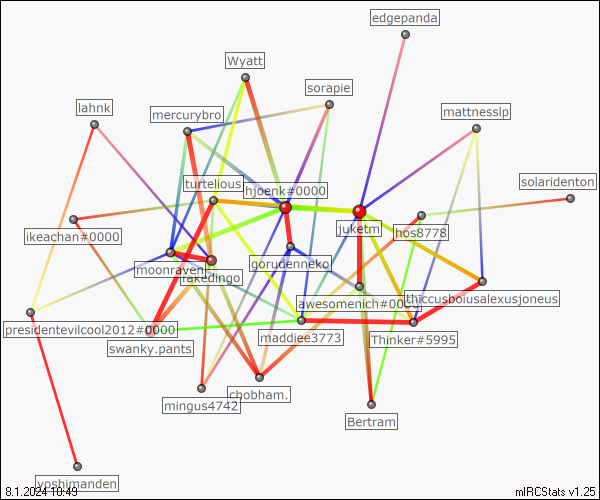 edgepanda
Wyatt
sorapie
lahnk
mercurybro
mattnesslp
solaridenton
turtelious
hjoenk#0000
juketm
hos8778
ikeachan#0000
moonraven
nakedingo
gorudenneko
awesomenich#0000
thiccusboiusalexusjoneus
presidentevilcool2012#0000
swanky.pants
maddiee3773
Thinker#5995
chobham.
mingus4742
Bertram
yoshimanden
8.1.2024 10:49
mIRCStats v1.25